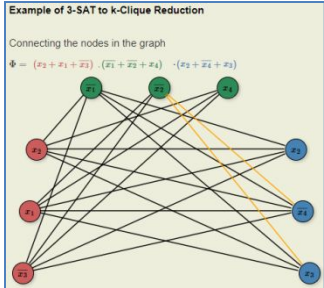 Example of 3-SAT to k-Clique Reduction
Connecting the nodes in the graph
Φ = (x₂ + x₁ + x̅₃) . (x̅₁ + x̅₂ + x₄) · (x₂ + x̅₄ + x₃)
x̅₁ x̅₂ x₄
x₂ x₂
x₁ x̅₄
x̅₃ x₃